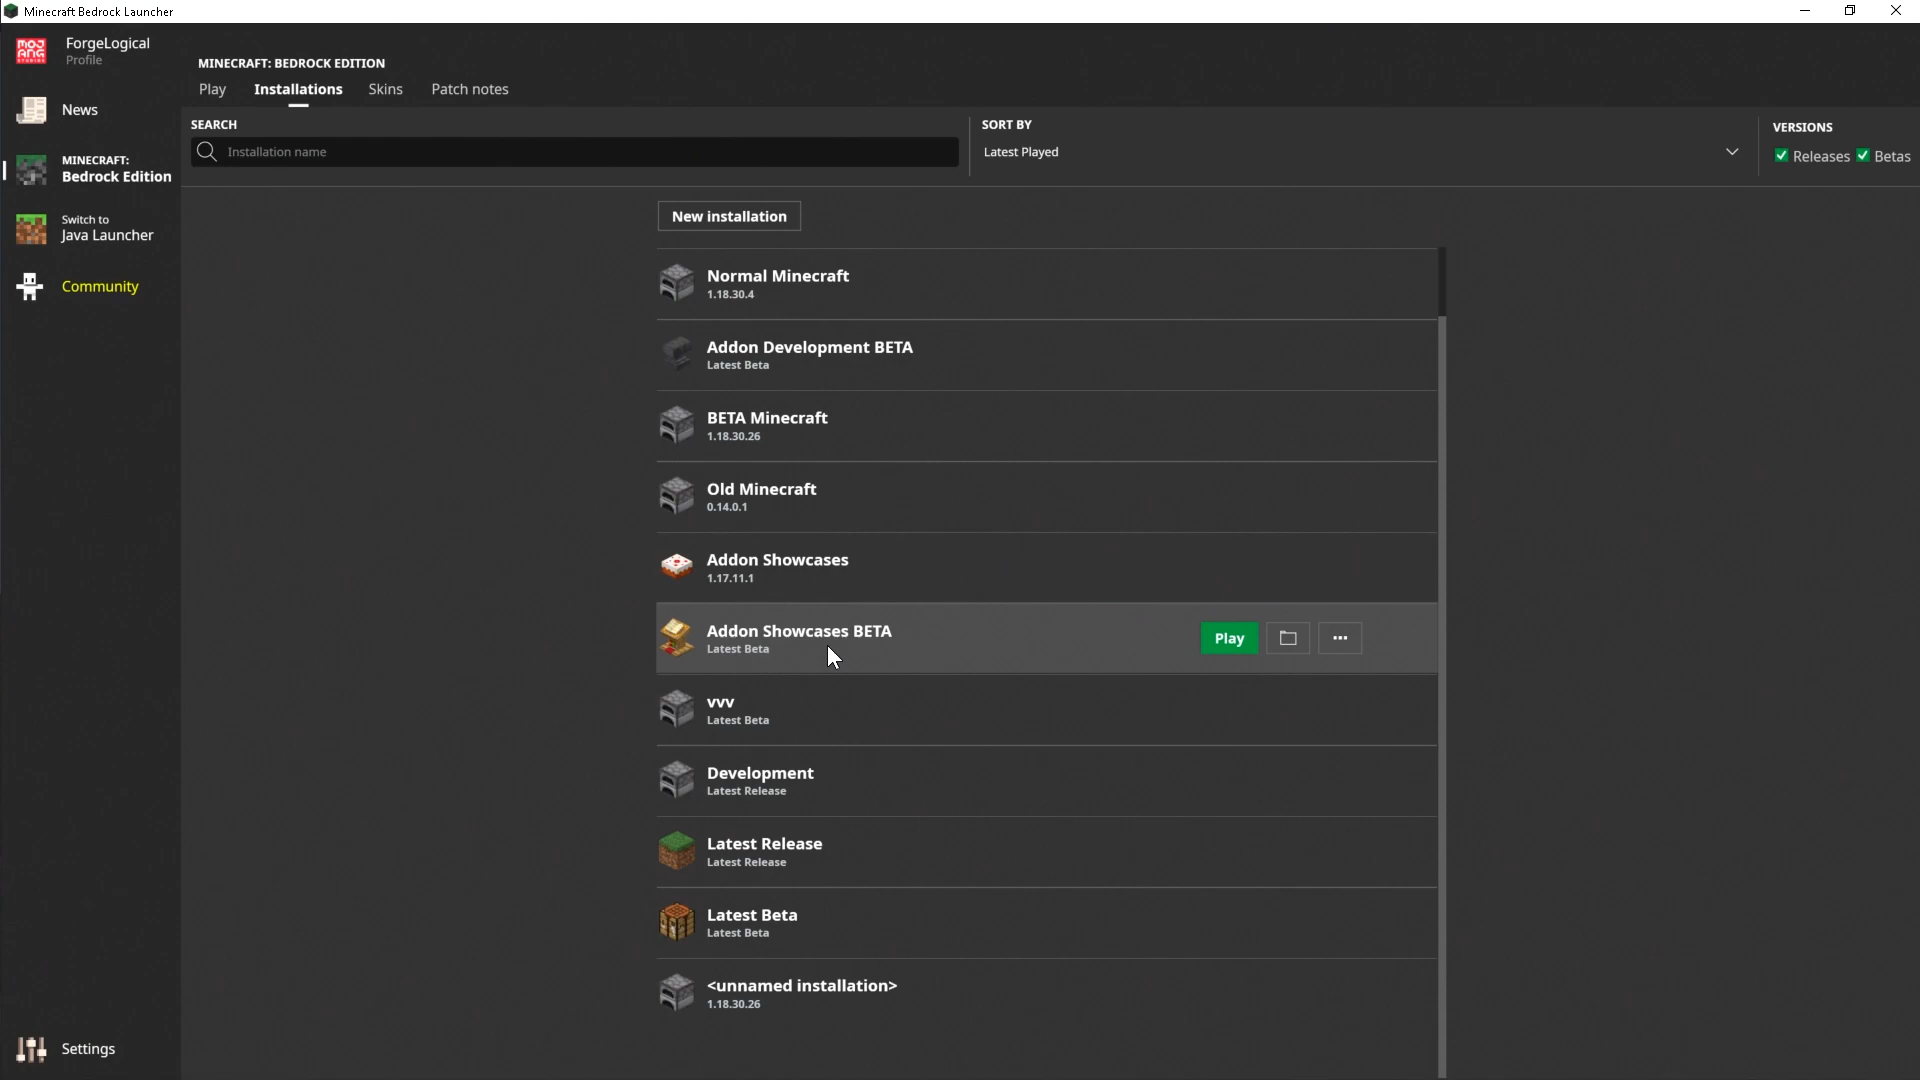 Minecraft Bedrock Launcher
MOJ
ANG
STUDIOS
ForgeLogical
Profile
News
MINECRAFT:
Bedrock Edition
Switch to
Java Launcher
Community
Settings
MINECRAFT: BEDROCK EDITION
Play Installations Skins Patch notes
SEARCH
Installation name
SORT BY
Latest Played
VERSIONS
Releases Betas
New installation
Normal Minecraft
1.18.30.4
Addon Development BETA
Latest Beta
BETA Minecraft
1.18.30.26
Old Minecraft
0.14.0.1
Addon Showcases
1.17.11.1
Addon Showcases BETA
Latest Beta
Play
vvv
Latest Beta
Development
Latest Release
Latest Release
Latest Release
Latest Beta
Latest Beta
<unnamed installation>
1.18.30.26